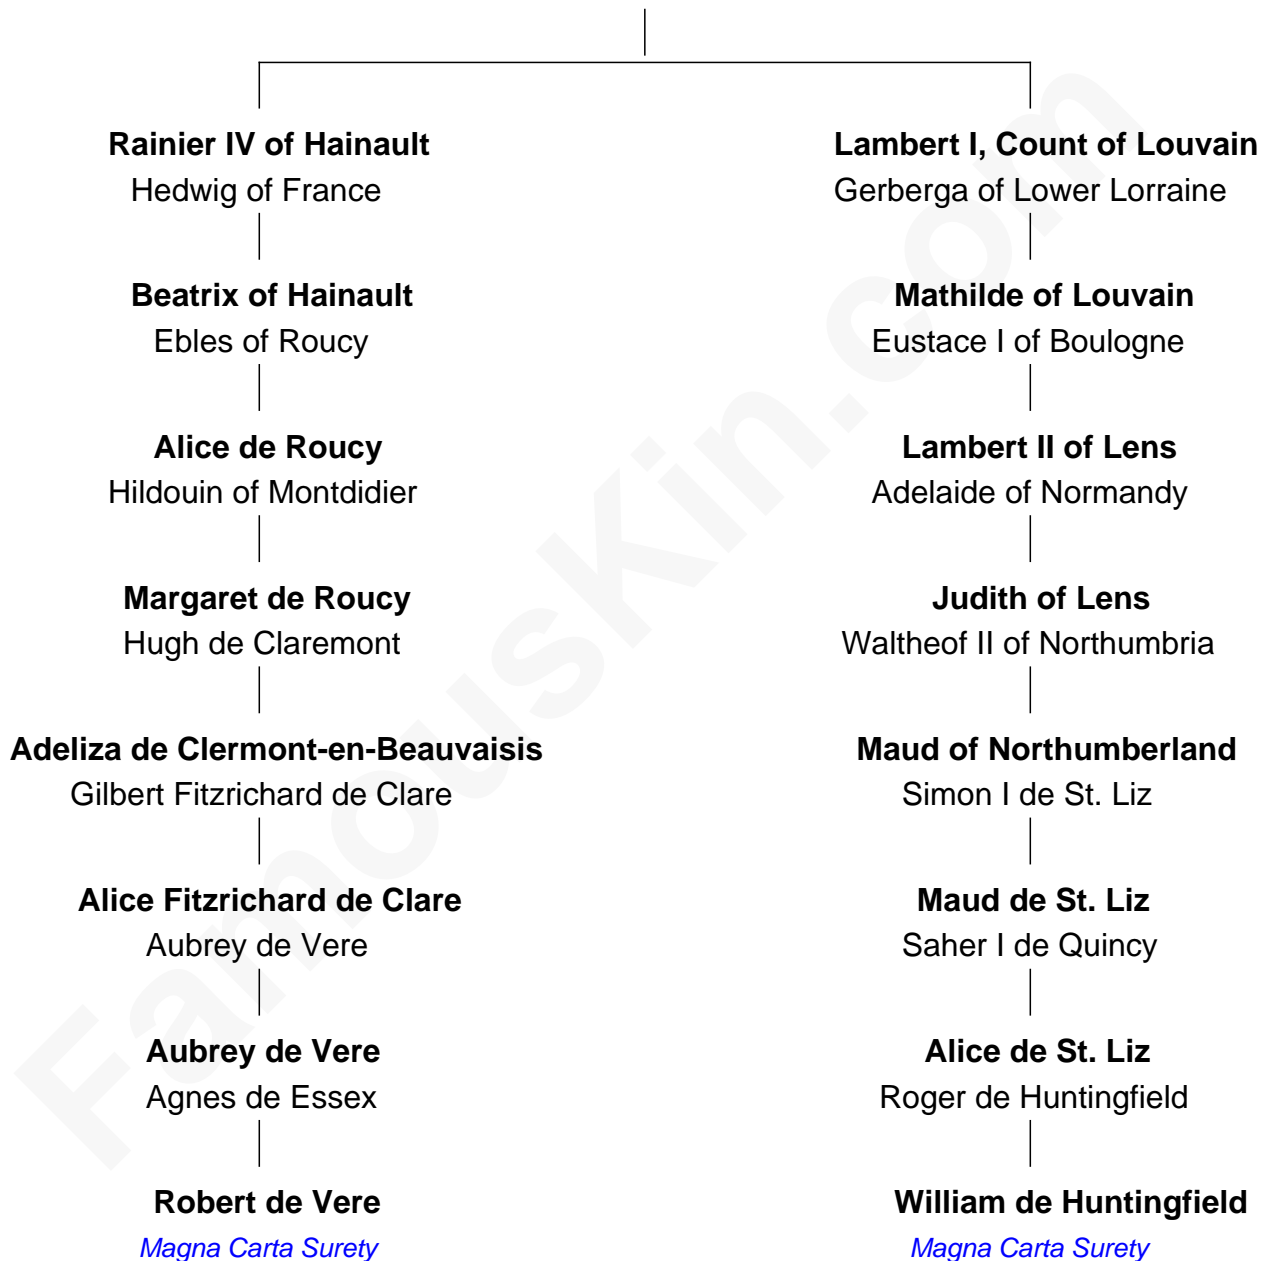 Rainier IV of Hainault
Hedwig of France
Beatrix of Hainault
Ebles of Roucy
Alice de Roucy
Hildouin of Montdidier
Margaret de Roucy
Hugh de Claremont
Adeliza de Clermont-en-Beauvaisis
Gilbert Fitzrichard de Clare
Alice Fitzrichard de Clare
Aubrey de Vere
Aubrey de Vere
Agnes de Essex
Robert de Vere
Magna Carta Surety
Lambert I, Count of Louvain
Gerberga of Lower Lorraine
Mathilde of Louvain
Eustace I of Boulogne
Lambert II of Lens
Adelaide of Normandy
Judith of Lens
Waltheof II of Northumbria
Maud of Northumberland
Simon I de St. Liz
Maud de St. Liz
Saher I de Quincy
Alice de St. Liz
Roger de Huntingfield
William de Huntingfield
Magna Carta Surety
FamousKin.com